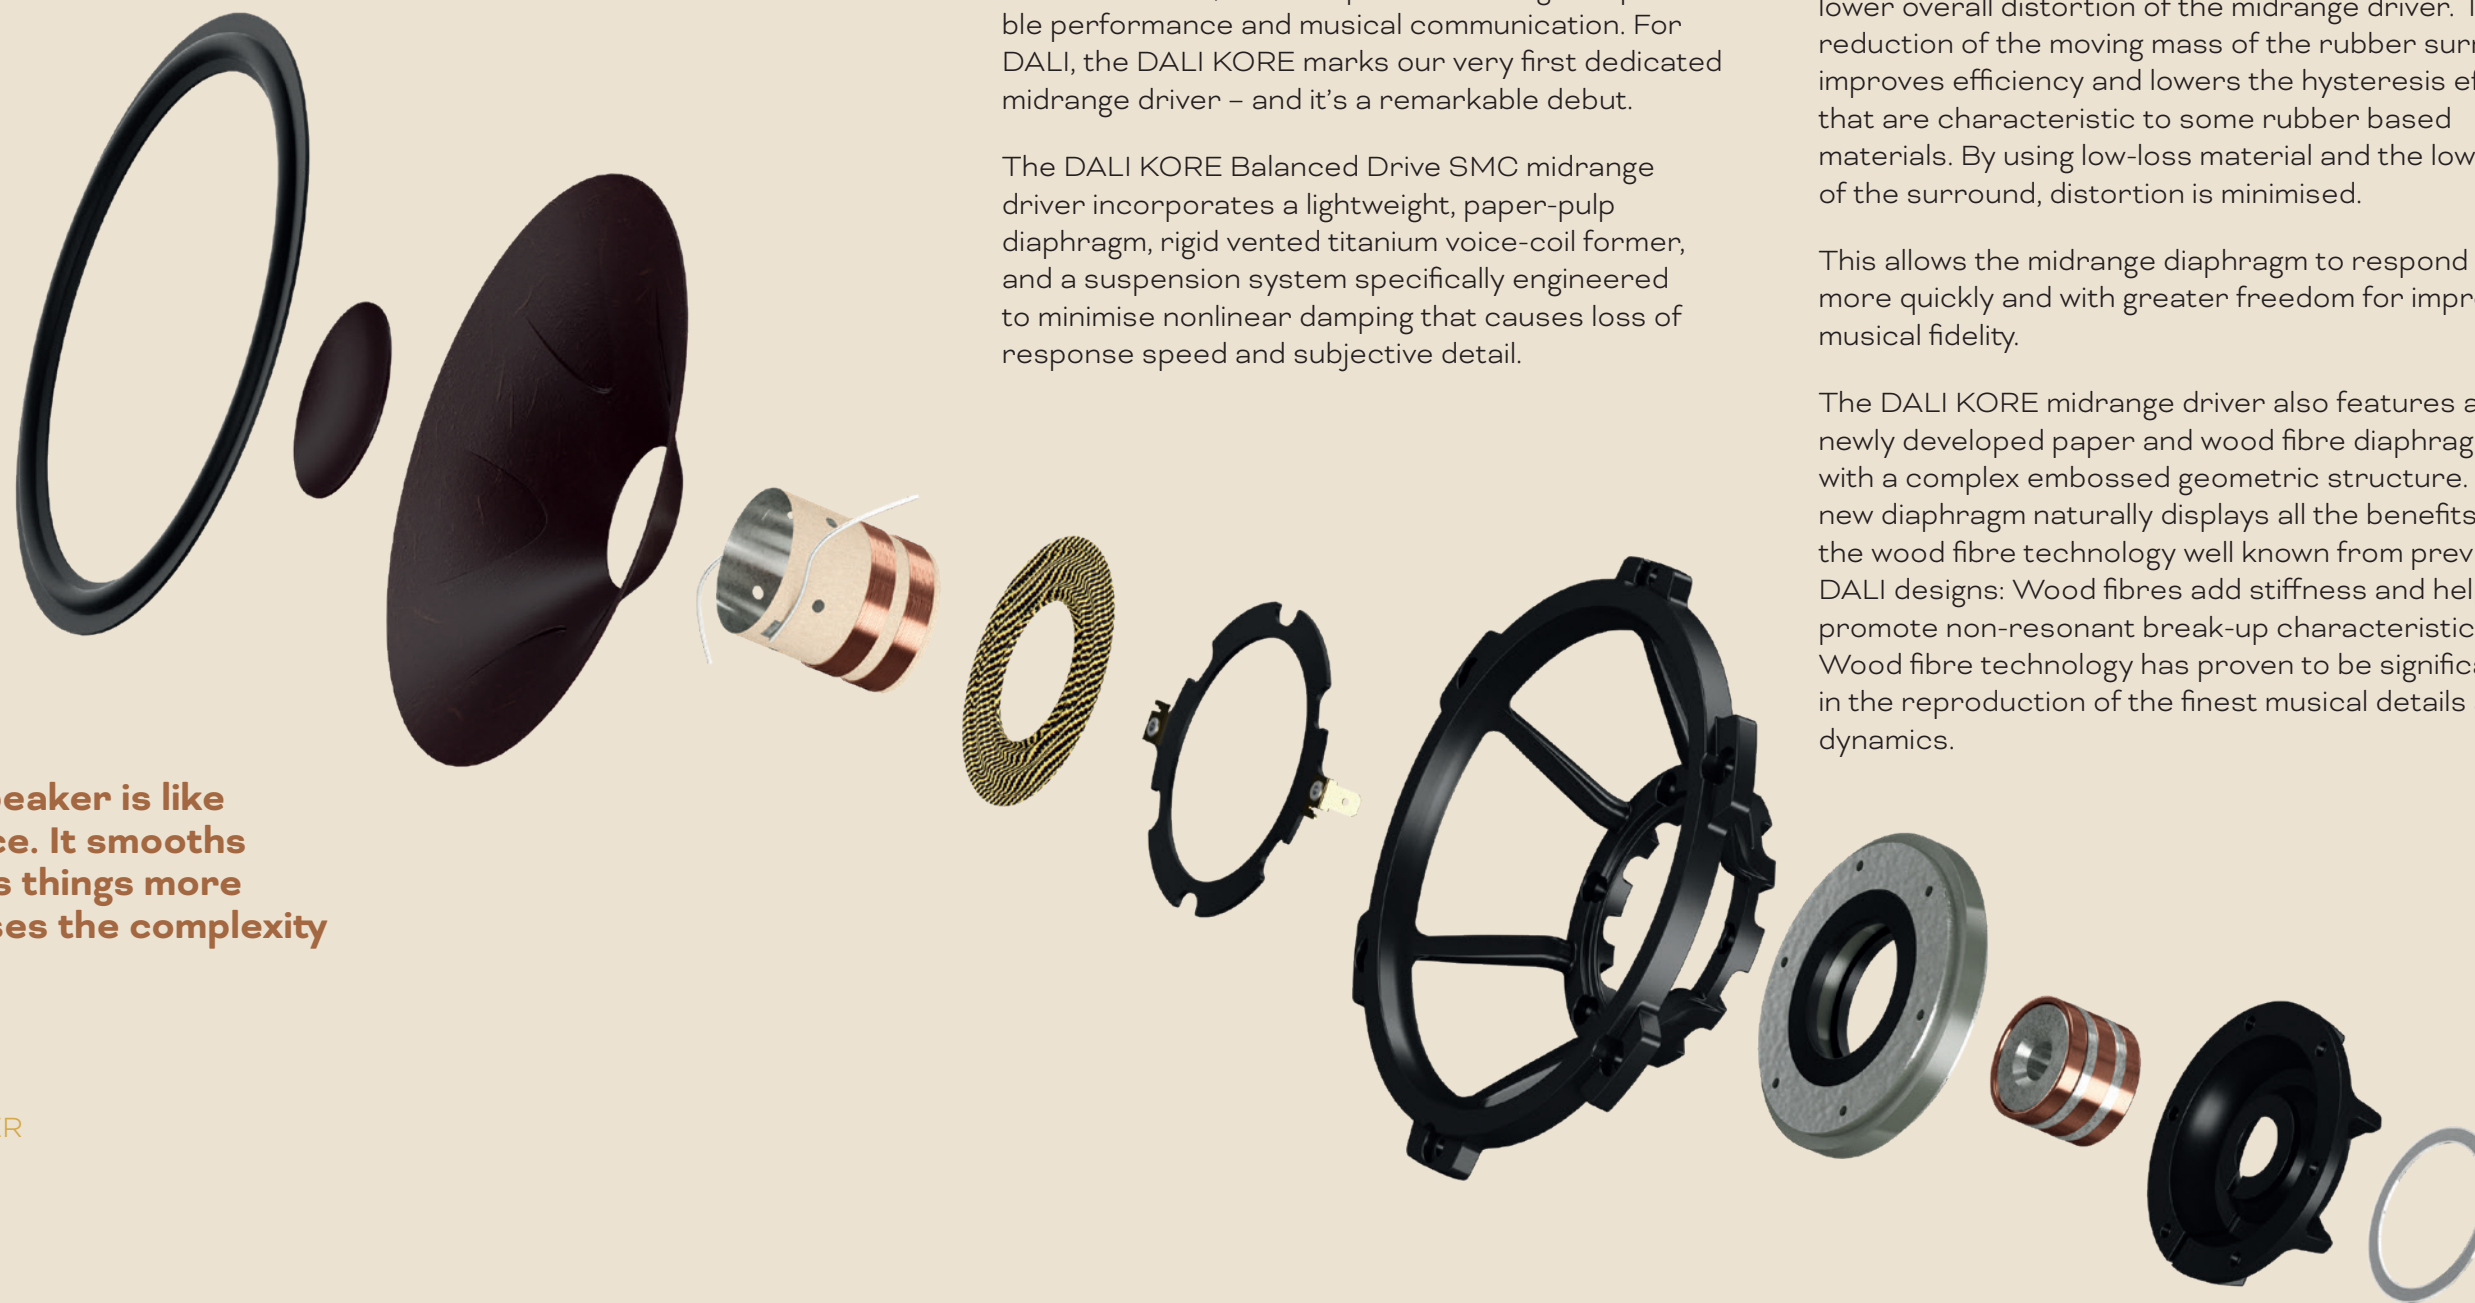 ble performance and musical communication. For
DALI, the DALI KORE marks our very first dedicated
midrange driver – and it's a remarkable debut.
The DALI KORE Balanced Drive SMC midrange
driver incorporates a lightweight, paper-pulp
diaphragm, rigid vented titanium voice-coil former,
and a suspension system specifically engineered
to minimise nonlinear damping that causes loss of
response speed and subjective detail.
lower overall distortion of the midrange driver.
reduction of the moving mass of the rubber
improves efficiency and lowers the hysteresis
that are characteristic to some rubber based
materials. By using low-loss material and the low
of the surround, distortion is minimised.
This allows the midrange diaphragm to respond
more quickly and with greater freedom for
musical fidelity.
The DALI KORE midrange driver also features a
newly developed paper and wood fibre
with a complex embossed geometric structure.
new diaphragm naturally displays all the benefits
the wood fibre technology well known from
DALI designs: Wood fibres add stiffness and
promote non-resonant break-up
Wood fibre technology has proven to be
in the reproduction of the finest musical details
dynamics.
eaker is like
ce. It smooths
s things more
ses the complexity
R